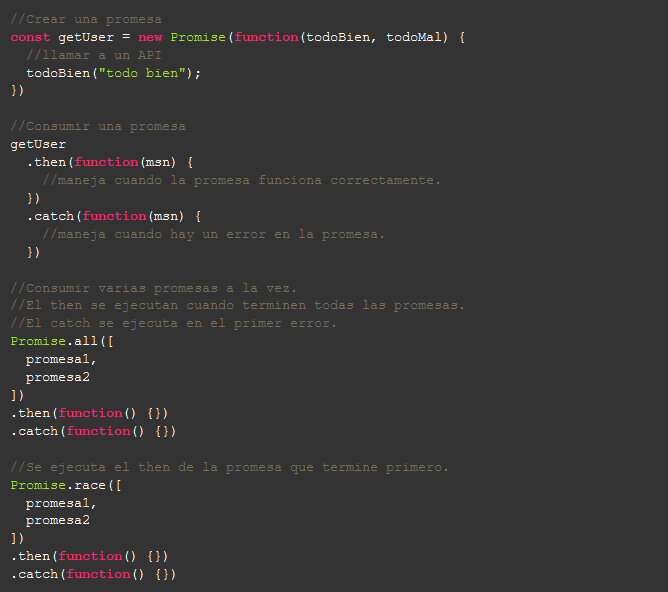 //Crear una promesa
const getUser = new Promise(function(todoBien, todoMal) {
  //llamar a un API
  todoBien("todo bien");
})

//Consumir una promesa
getUser
  .then(function(msn) {
    //maneja cuando la promesa funciona correctamente.
  })
  .catch(function(msn) {
    //maneja cuando hay un error en la promesa.
  })

//Consumir varias promesas a la vez.
//El then se ejecutan cuando terminen todas las promesas.
//El catch se ejecuta en el primer error.
Promise.all([
  promesa1,
  promesa2
])
.then(function() {})
.catch(function() {})

//Se ejecuta el then de la promesa que termine primero.
Promise.race([
  promesa1,
  promesa2
])
.then(function() {})
.catch(function() {})